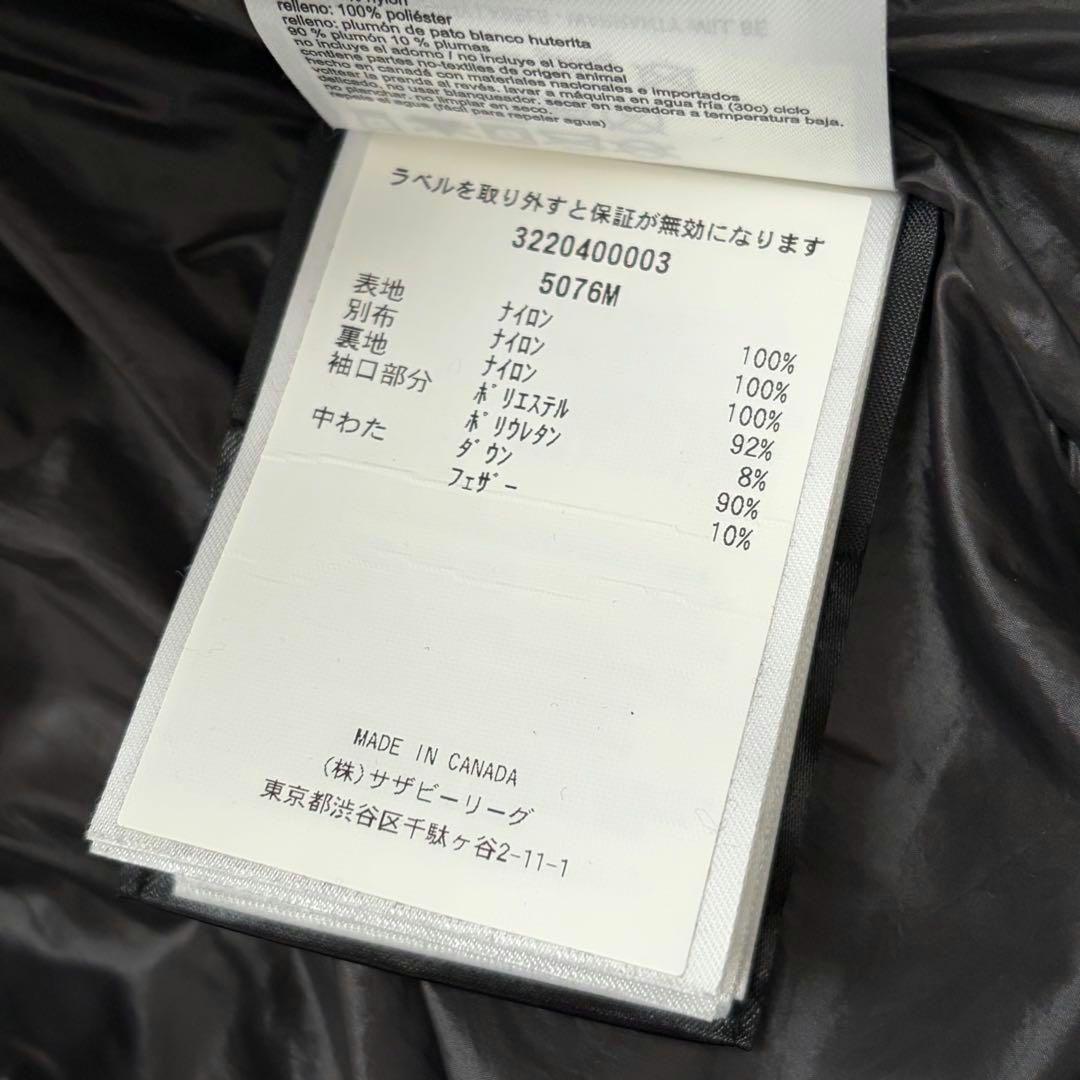 nylon
relleno: 100% poliéster
relleno: plumón de pato blanco huterita
90 % plumón 10 % plumas
no incluye el adorno / no incluye el bordado
contiene partes no-textiles de origen animal
hecho en canadá con materiales nacionales e importados
voltear la prenda al revés. lavar a máquina en agua fría (30c) ciclo
delicado. no usar blanqueador. secar en secadora a temperatura baja.
no planchar. no limpiar en seco.
el agua (ideal para repeler agua)
ラベルを取り外すと保証が無効になります
3220400003
5076M
表地 ナイロン 100%
別布 ナイロン 100%
裏地 ナイロン 100%
袖口部分 ポリエステル 92%
ポリウレタン 8%
中わた ダウン 90%
フェザー 10%
MADE IN CANADA
(株)サザビーリーグ
東京都渋谷区千駄ヶ谷2-11-1